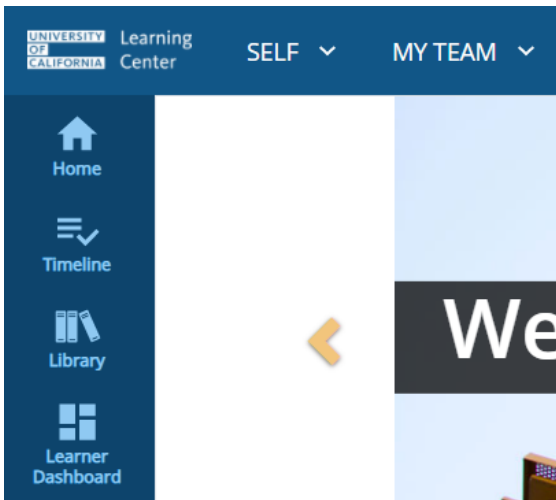 UNIVERSITY
OF
CALIFORNIA
Learning
Center
SELF
MY TEAM
Home
Timeline
Library
We
Learner
Dashboard